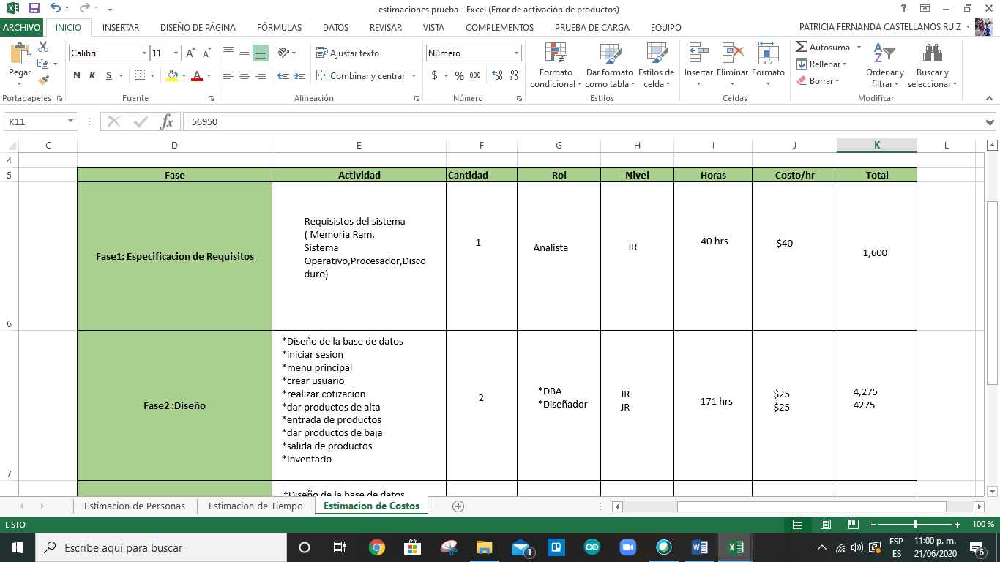 estimaciones prueba - Excel (Error de activación de productos)
ARCHIVO INICIO INSERTAR DISEÑO DE PÁGINA FÓRMULAS DATOS REVISAR VISTA COMPLEMENTOS PRUEBA DE CARGA EQUIPO PATRICIA FERNANDA CASTELLANOS RUIZ
Pegar
Portapapeles
Calibri 11
N K S
Fuente
Ajustar texto
Combinar y centrar
Alineación
Número
$ % 000
Número
Formato condicional
Dar formato como tabla
Estilos de celda
Estilos
Insertar Eliminar Formato
Celdas
Autosuma
Rellenar
Borrar
Ordenar y filtrar
Buscar y seleccionar
Modificar
K11 fx 56950
C D E F G H I J K L
4
5 Fase Actividad Cantidad Rol Nivel Horas Costo/hr Total
Fase1: Especificacion de Requisitos
Requisistos del sistema
( Memoria Ram,
Sistema
Operativo,Procesador,Disco
duro)
1
Analista
JR
40 hrs
$40
1,600
6
Fase2 :Diseño
*Diseño de la base de datos
*iniciar sesion
*menu principal
*crear usuario
*realizar cotizacion
*dar productos de alta
*entrada de productos
*dar productos de baja
*salida de productos
*Inventario
2
*DBA
*Diseñador
JR
JR
171 hrs
$25
$25
4,275
4275
7
*Diseño de la base de datos
Estimacion de Personas Estimacion de Tiempo Estimacion de Costos
LISTO 100 %
Escribe aquí para buscar
1
ESP
ES
11:00 p. m.
21/06/2020
6